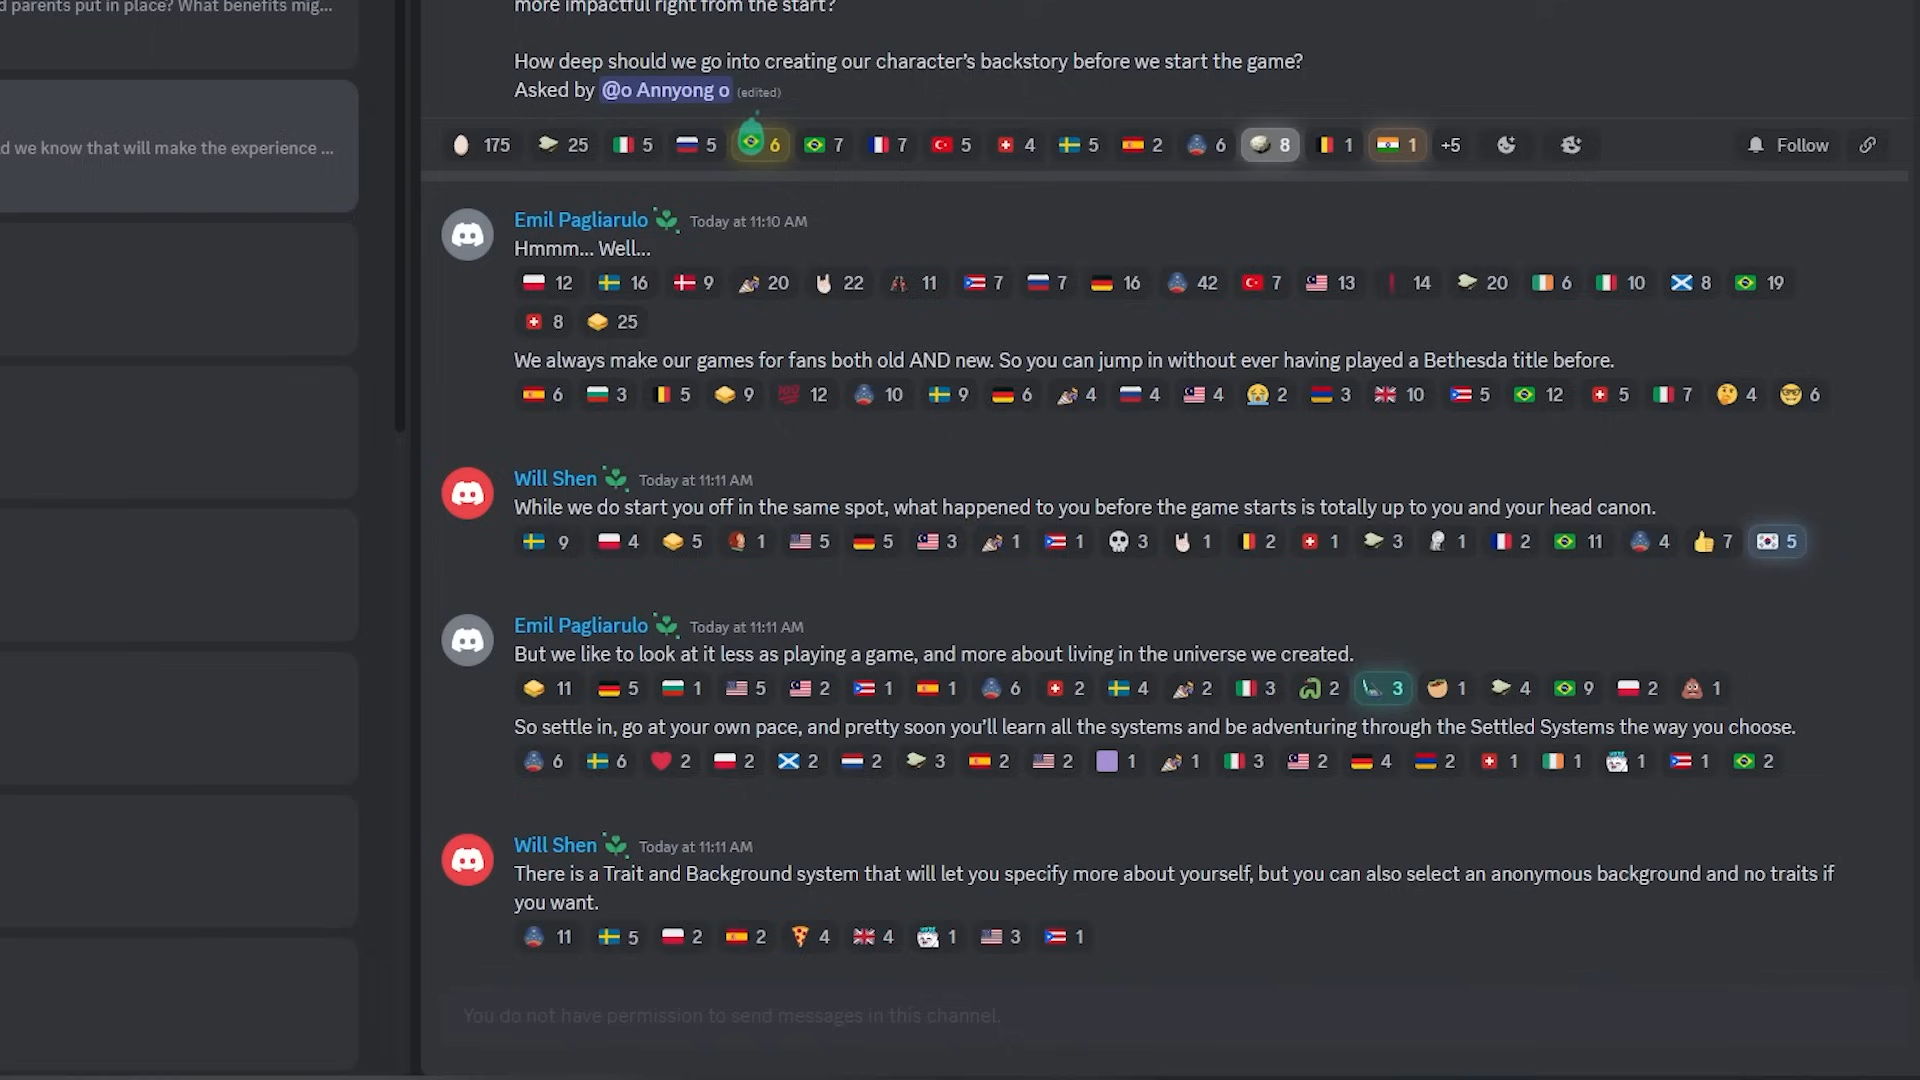 d parents put in place? What benefits mig...
d we know that will make the experience ...
more impactful right from the start?
How deep should we go into creating our character's backstory before we start the game?
Asked by @o Annyong o (edited)
175 25 5 5 6 7 7 5 4 5 2 6 8 1 1 +5 Follow
Emil Pagliarulo Today at 11:10 AM
Hmmm... Well...
12 16 9 20 22 11 7 7 16 42 7 13 14 20 6 10 8 19
8 25
We always make our games for fans both old AND new. So you can jump in without ever having played a Bethesda title before.
6 3 5 9 12 10 9 6 4 4 4 2 3 10 5 12 5 7 4 6
Will Shen Today at 11:11 AM
While we do start you off in the same spot, what happened to you before the game starts is totally up to you and your head canon.
9 4 5 1 5 5 3 1 1 3 1 2 1 3 1 2 11 4 7 5
Emil Pagliarulo Today at 11:11 AM
But we like to look at it less as playing a game, and more about living in the universe we created.
11 5 1 5 2 1 1 6 2 4 2 3 2 3 1 4 9 2 1
So settle in, go at your own pace, and pretty soon you'll learn all the systems and be adventuring through the Settled Systems the way you choose.
6 6 2 2 2 2 3 2 2 1 1 3 2 4 2 1 1 1 1 2
Will Shen Today at 11:11 AM
There is a Trait and Background system that will let you specify more about yourself, but you can also select an anonymous background and no traits if
you want.
11 5 2 2 4 4 1 3 1
You do not have permission to send messages in this channel.